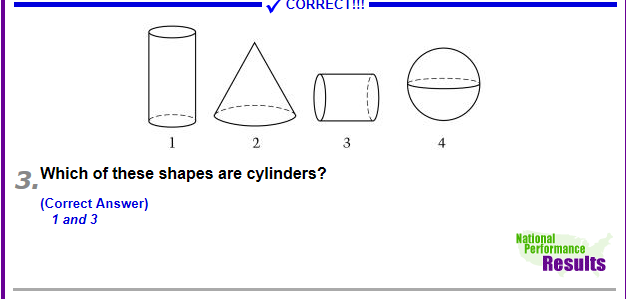 CORRECT!!!
1 2 3 4
3. Which of these shapes are cylinders?
(Correct Answer)
1 and 3
National
Performance
Results